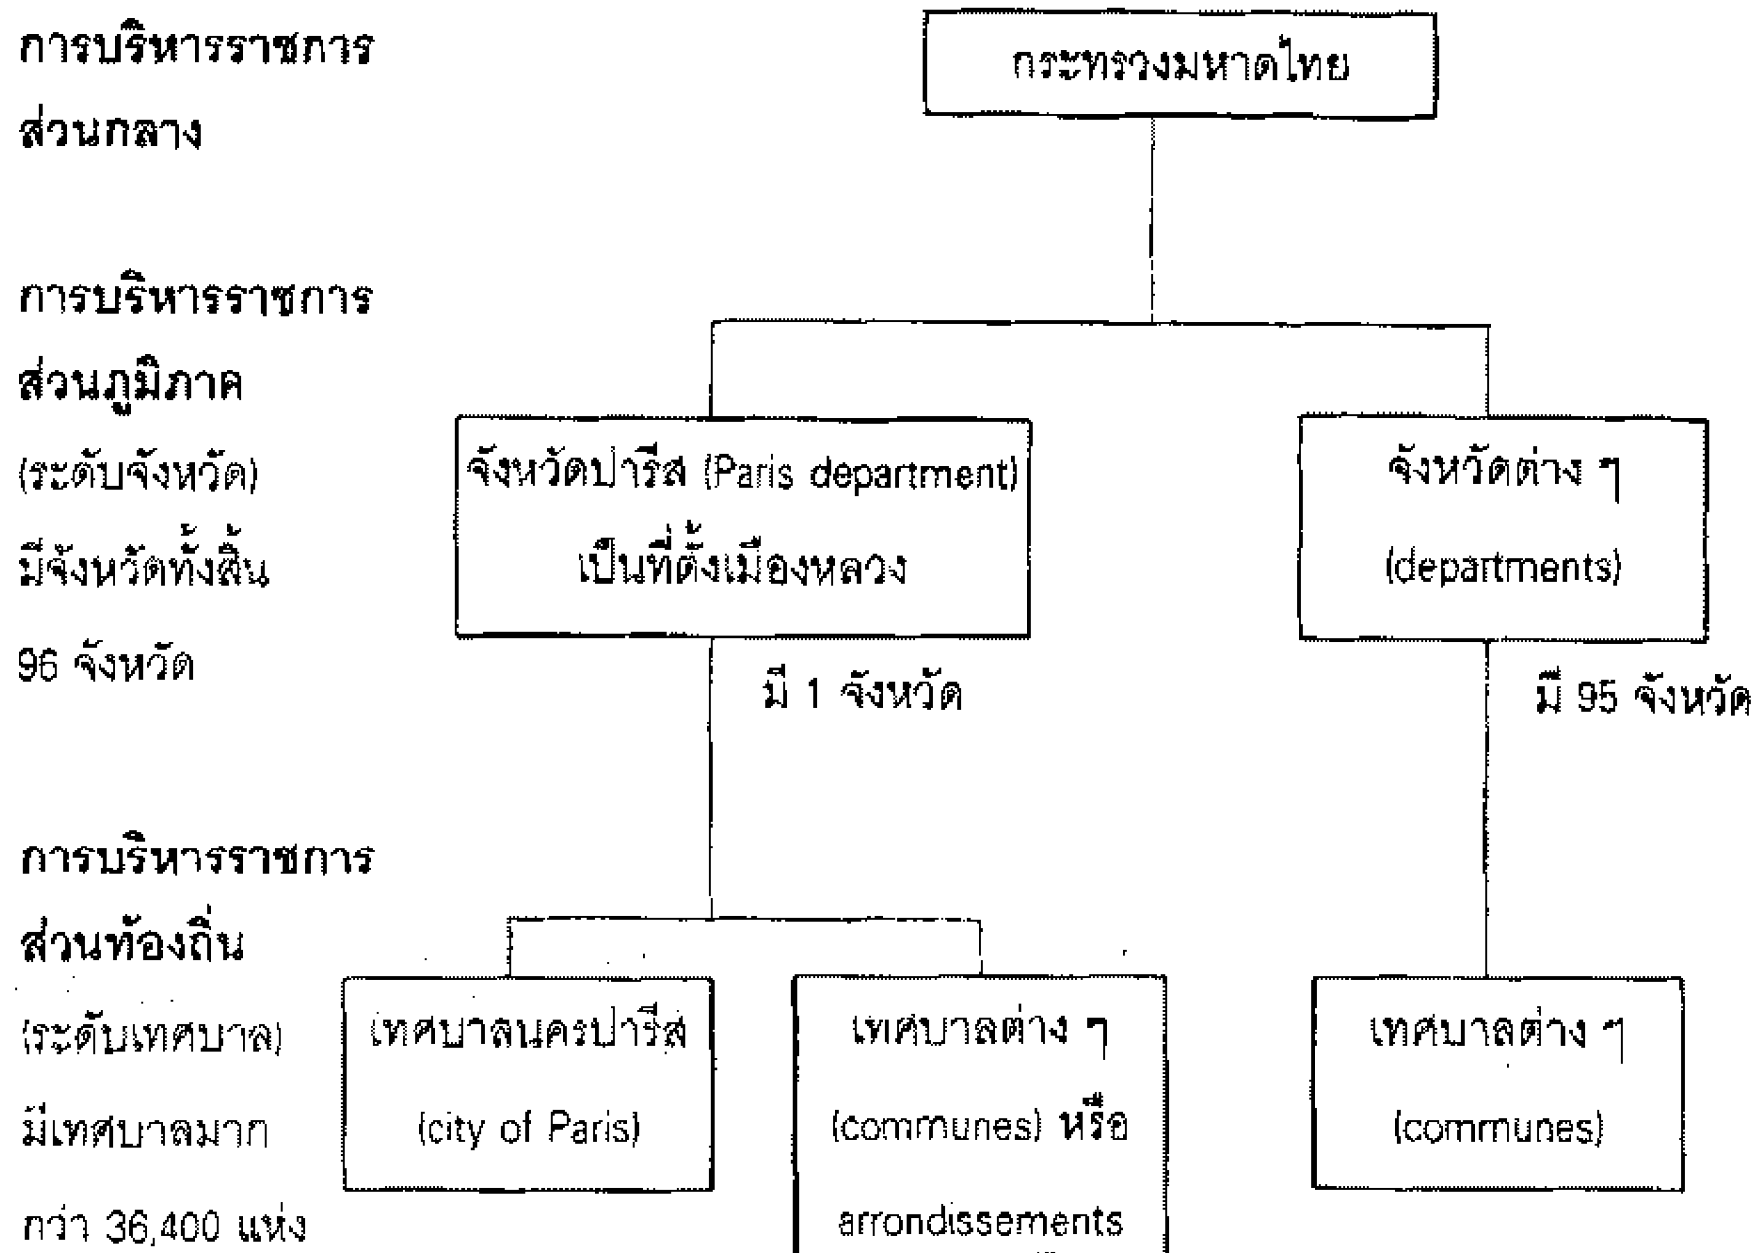 การบริหารราชการ
ส่วนกลาง
กระทรวงมหาดไทย
การบริหารราชการ
ส่วนภูมิภาค
(ระดับจังหวัด)
มีจังหวัดทั้งสิ้น
96 จังหวัด
จังหวัดปารีส (Paris department)
เป็นที่ตั้งเมืองหลวง
มี 1 จังหวัด
จังหวัดต่าง ๆ
(departments)
มี 95 จังหวัด
การบริหารราชการ
ส่วนท้องถิ่น
(ระดับเทศบาล)
มีเทศบาลมาก
กว่า 36,400 แห่ง
เทศบาลนครปารีส
(city of Paris)
เทศบาลต่าง ๆ
(communes) หรือ
arrondissements
เทศบาลต่าง ๆ
(communes)